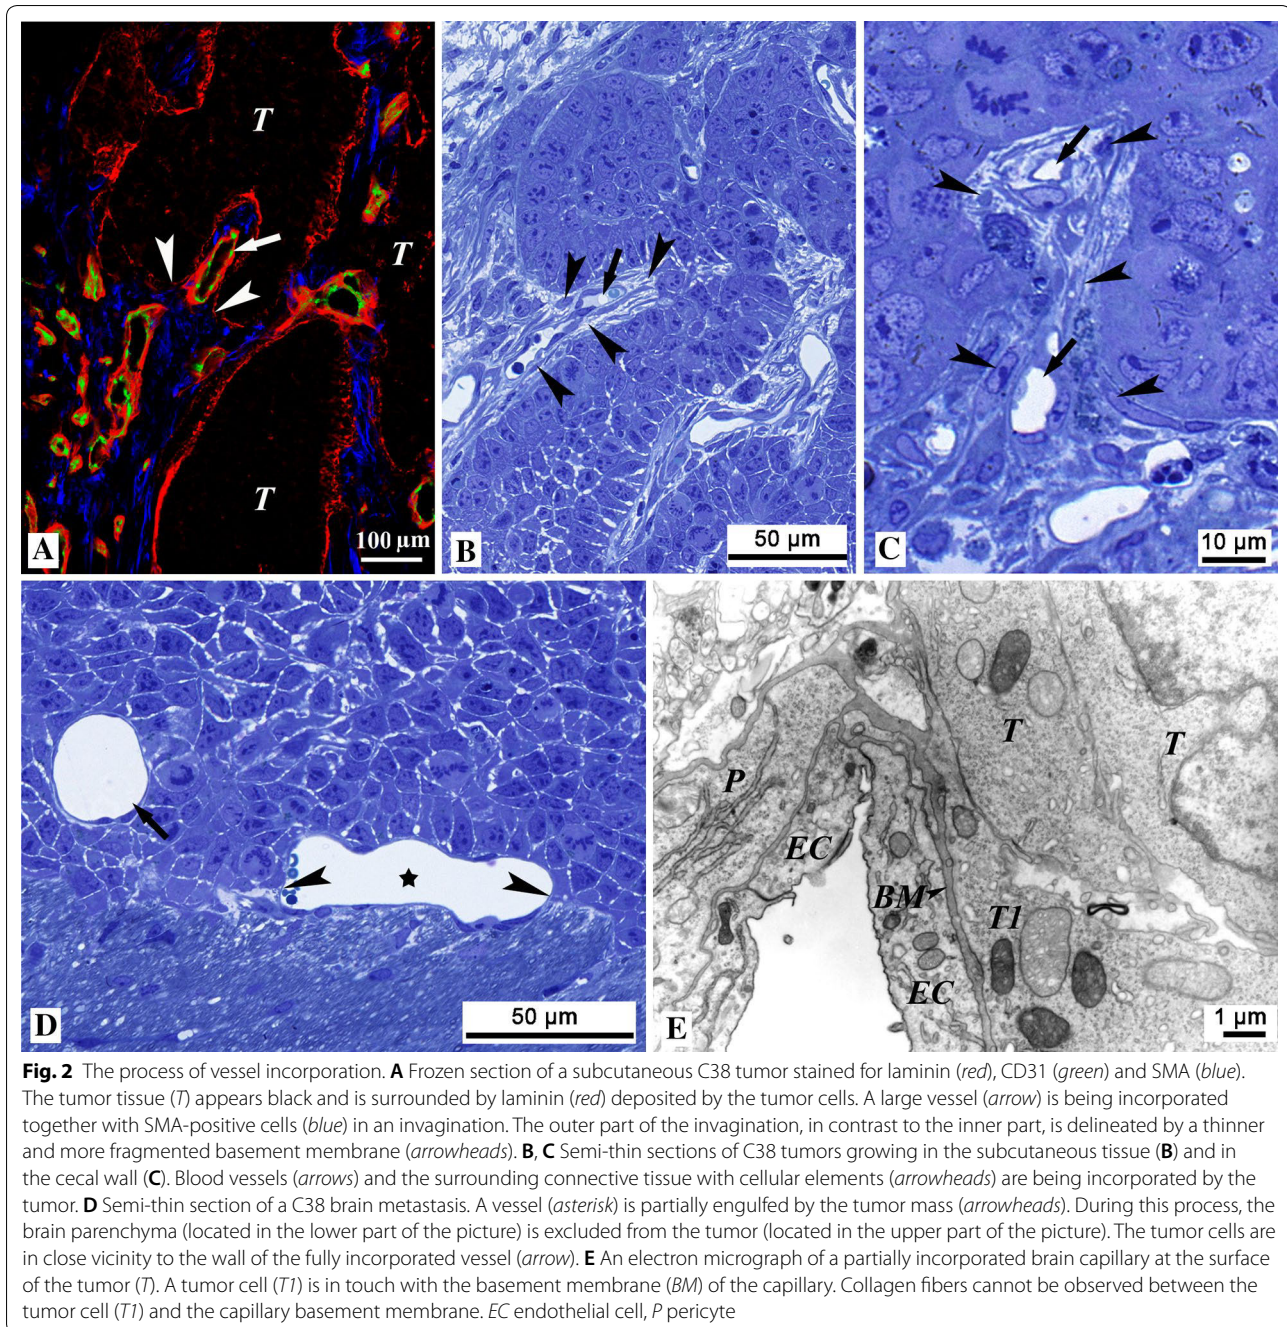 T
T
T
A
100 µm
B
50 µm
C
10 µm
D
50 µm
T
T
P
EC
BM
T1
EC
E
1 µm
Fig. 2 The process of vessel incorporation. A Frozen section of a subcutaneous C38 tumor stained for laminin (red), CD31 (green) and SMA (blue).
The tumor tissue (T) appears black and is surrounded by laminin (red) deposited by the tumor cells. A large vessel (arrow) is being incorporated
together with SMA-positive cells (blue) in an invagination. The outer part of the invagination, in contrast to the inner part, is delineated by a thinner
and more fragmented basement membrane (arrowheads). B, C Semi-thin sections of C38 tumors growing in the subcutaneous tissue (B) and in
the cecal wall (C). Blood vessels (arrows) and the surrounding connective tissue with cellular elements (arrowheads) are being incorporated by the
tumor. D Semi-thin section of a C38 brain metastasis. A vessel (asterisk) is partially engulfed by the tumor mass (arrowheads). During this process, the
brain parenchyma (located in the lower part of the picture) is excluded from the tumor (located in the upper part of the picture). The tumor cells are
in close vicinity to the wall of the fully incorporated vessel (arrow). E An electron micrograph of a partially incorporated brain capillary at the surface
of the tumor (T). A tumor cell (T1) is in touch with the basement membrane (BM) of the capillary. Collagen fibers cannot be observed between the
tumor cell (T1) and the capillary basement membrane. EC endothelial cell, P pericyte